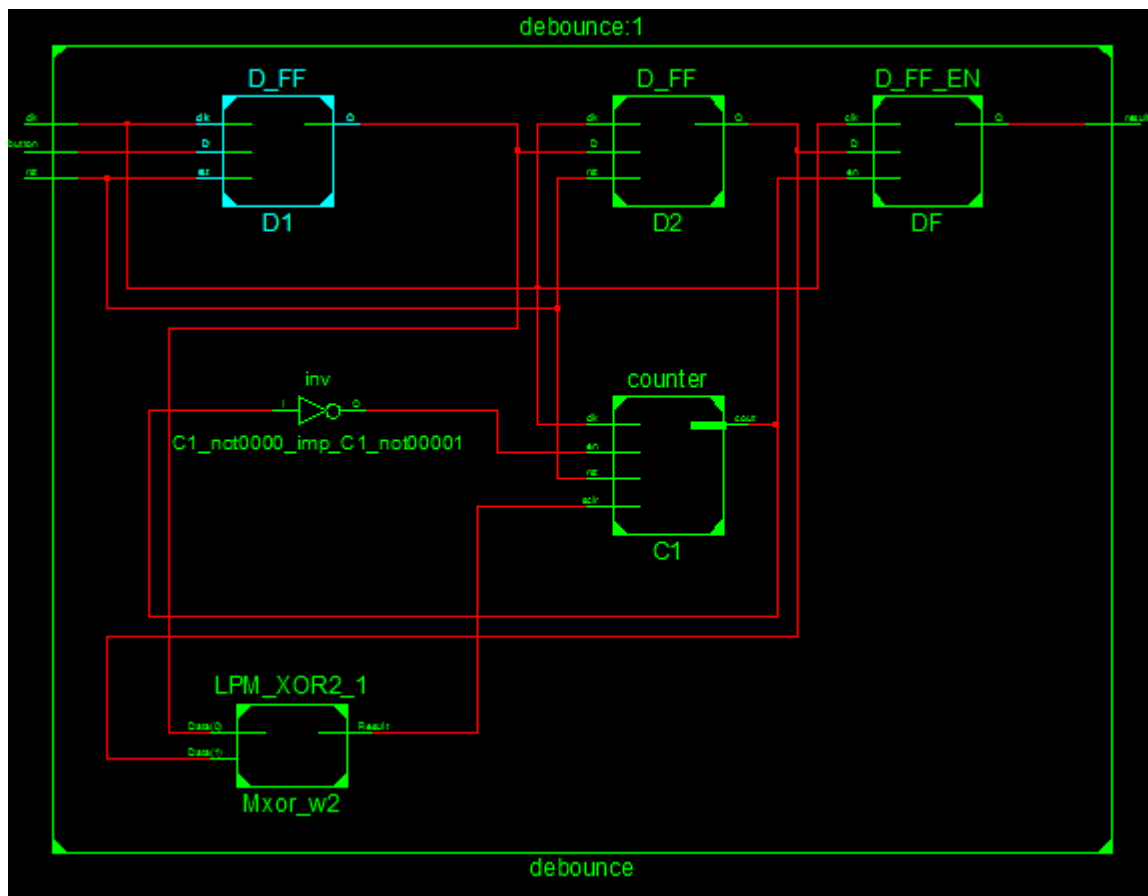 debounce:1
D_FF
D_FF
D_FF_EN
clk
clk
Q
clk
Q
clk
Q
result
button
D
D
D
rst
rst
rst
en
D1
D2
DF
inv
counter
I
O
clk
C1_not0000_imp_C1_not00001
en
rst
sclr
C1
LPM_XOR2_1
Data(0)
Result
Data(1)
Mxor_w2
debounce